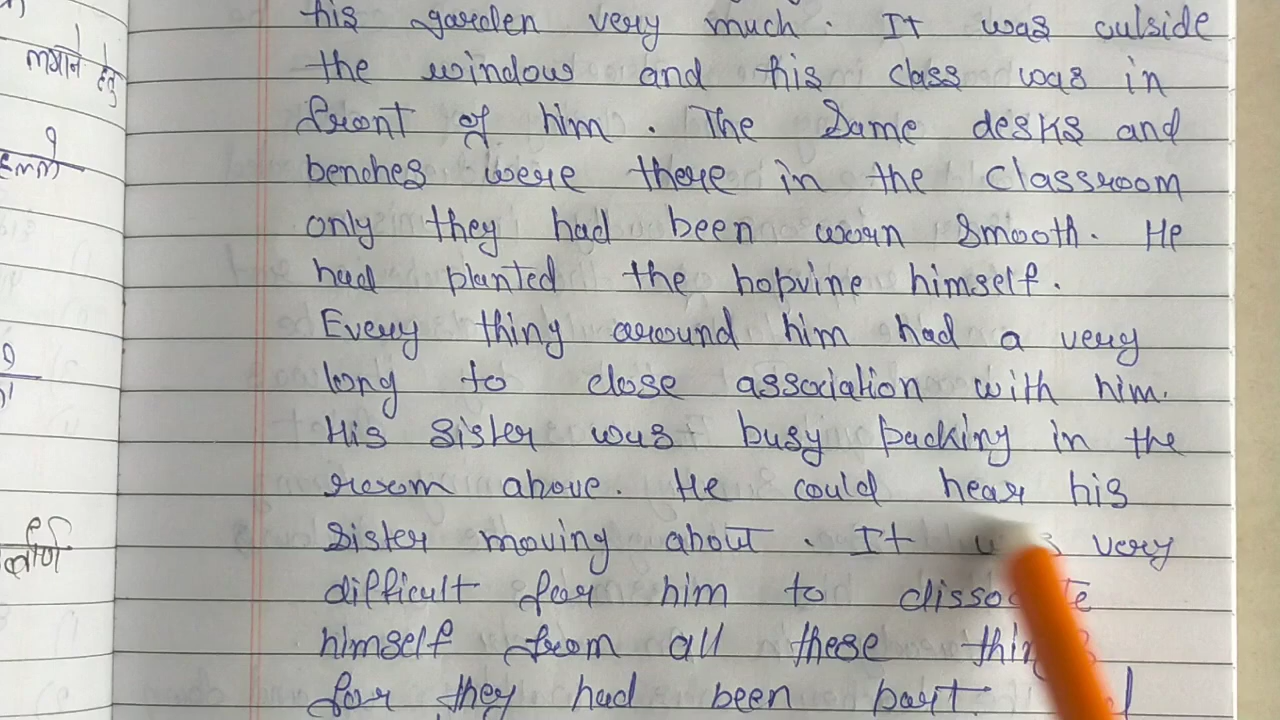 लगाने हेतु
his garden very much. It was outside
the window and his class was in
front of him. The Same desks and
benches were there in the classroom
only they had been worn smooth. He
had planted the hopvine himself.
Every thing around him had a very
long to close association with him.
His sister was busy packing in the
room above. He could hear his
sister moving about. It very
difficult for him to
himself from all these
for they had been part